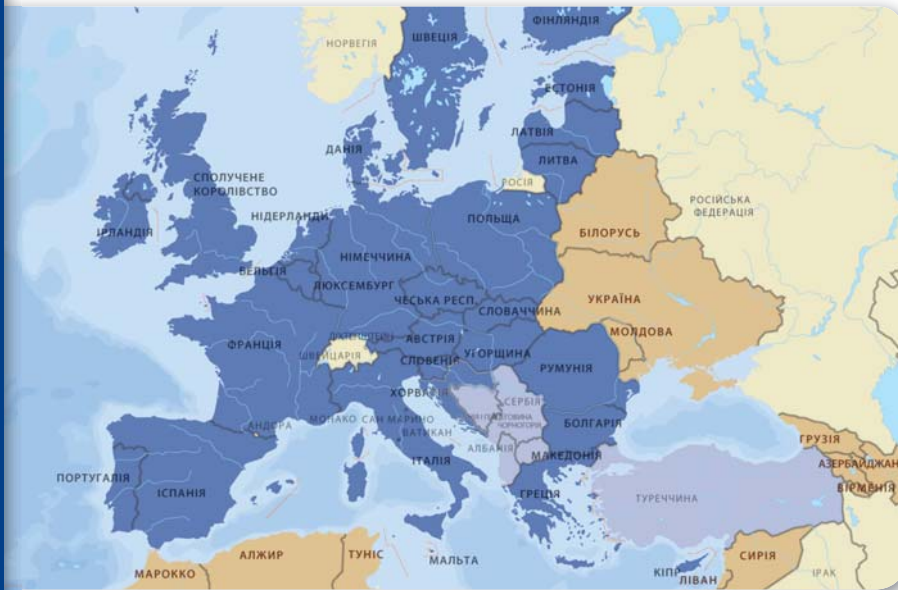 ФІНЛЯНДІЯ
ШВЕЦІЯ
НОРВЕГІЯ
ЕСТОНІЯ
ЛАТВІЯ
ДАНІЯ
ЛИТВА
СПОЛУЧЕНЕ
КОРОЛІВСТВО
РОСІЯ
РОСІЙСЬКА
ФЕДЕРАЦІЯ
НІДЕРЛАНДИ
ПОЛЬЩА
ІРЛАНДІЯ
БІЛОРУСЬ
НІМЕЧЧИНА
БЕЛЬГІЯ
ЛЮКСЕМБУРГ
ЧЕСЬКА РЕСП.
УКРАЇНА
СЛОВАЧЧИНА
МОЛДОВА
ЛІХТЕНШТЕЙН
АВСТРІЯ
ФРАНЦІЯ
ШВЕЙЦАРІЯ
УГОРЩИНА
СЛОВЕНІЯ
РУМУНІЯ
ХОРВАТІЯ
СЕРБІЯ
МОНАКО
САН МАРИНО
ЧОРНОГОРІЯ
БОЛГАРІЯ
АНДОРА
ВАТИКАН
ГРУЗІЯ
АЛБАНІЯ
МАКЕДОНІЯ
ІТАЛІЯ
АЗЕРБАЙДЖАН
ПОРТУГАЛІЯ
ІСПАНІЯ
ГРЕЦІЯ
ТУРЕЧЧИНА
ВІРМЕНІЯ
АЛЖИР
ТУНІС
МАЛЬТА
СИРІЯ
МАРОККО
КІПР
ЛІВАН
ІРАК